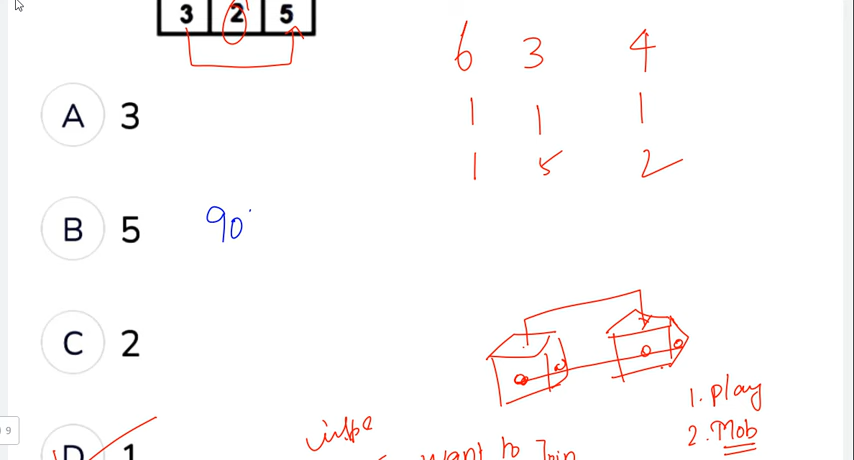 3 2 5
6 3 4
A 3
1 1 1
1 5 2
B 5 90°
C 2
1. Play
2. Mob
D 1
want to Join
9